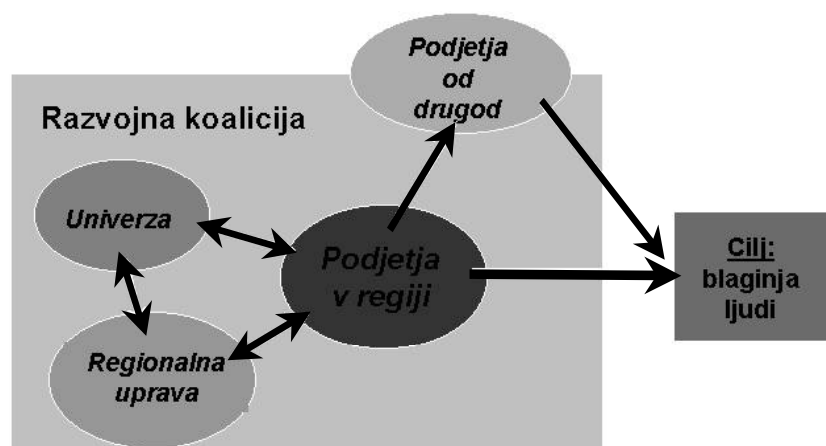 Podjetja
od
drugod
Razvojna koalicija
Univerza
Podjetja
v regiji
Regionalna
uprava
Cilj:
blaginja
ljudi